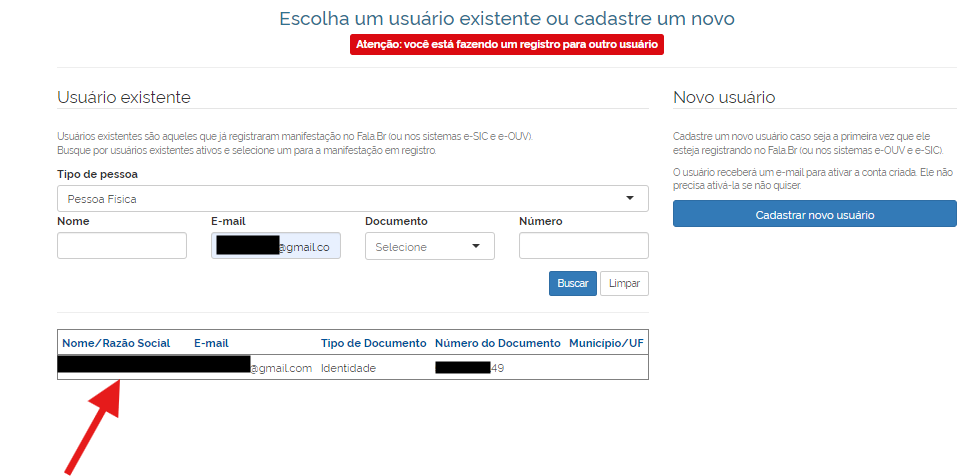 Escolha um usuário existente ou cadastre um novo
Atenção: você está fazendo um registro para outro usuário
Usuário existente
Usuários existentes são aqueles que já registraram manifestação no Fala.Br (ou nos sistemas e-SIC e e-OUV).
Busque por usuários existentes ativos e selecione um para a manifestação em registro.
Tipo de pessoa
Pessoa Física
Nome E-mail Documento Número
@gmail.co Selecione
Buscar Limpar
Nome/Razão Social E-mail Tipo de Documento Número do Documento Município/UF
@gmail.com Identidade 49
Novo usuário
Cadastre um novo usuário caso seja a primeira vez que ele
esteja registrando no Fala.Br (ou nos sistemas e-OUV e e-SIC).
O usuário receberá um e-mail para ativar a conta criada. Ele não
precisa ativá-la se não quiser.
Cadastrar novo usuário